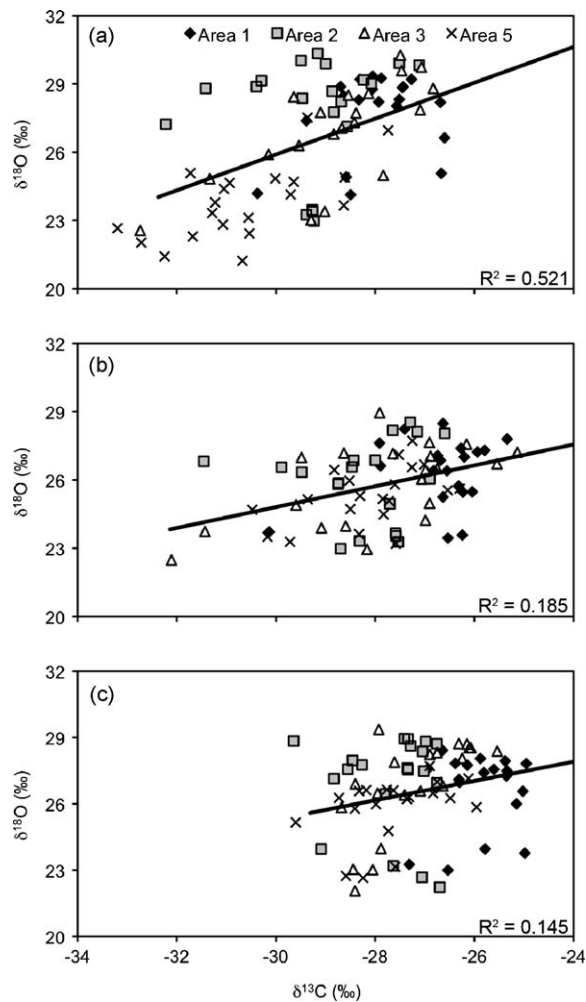 (a) ◆Area 1 ■Area 2 △Area 3 ×Area 5
32
29
26
23
20
δ¹⁸O (‰)
R² = 0.521
(b)
32
29
26
23
20
δ¹⁸O (‰)
R² = 0.185
(c)
32
29
26
23
20
δ¹⁸O (‰)
R² = 0.145
-34 -32 -30 -28 -26 -24
δ¹³C (‰)